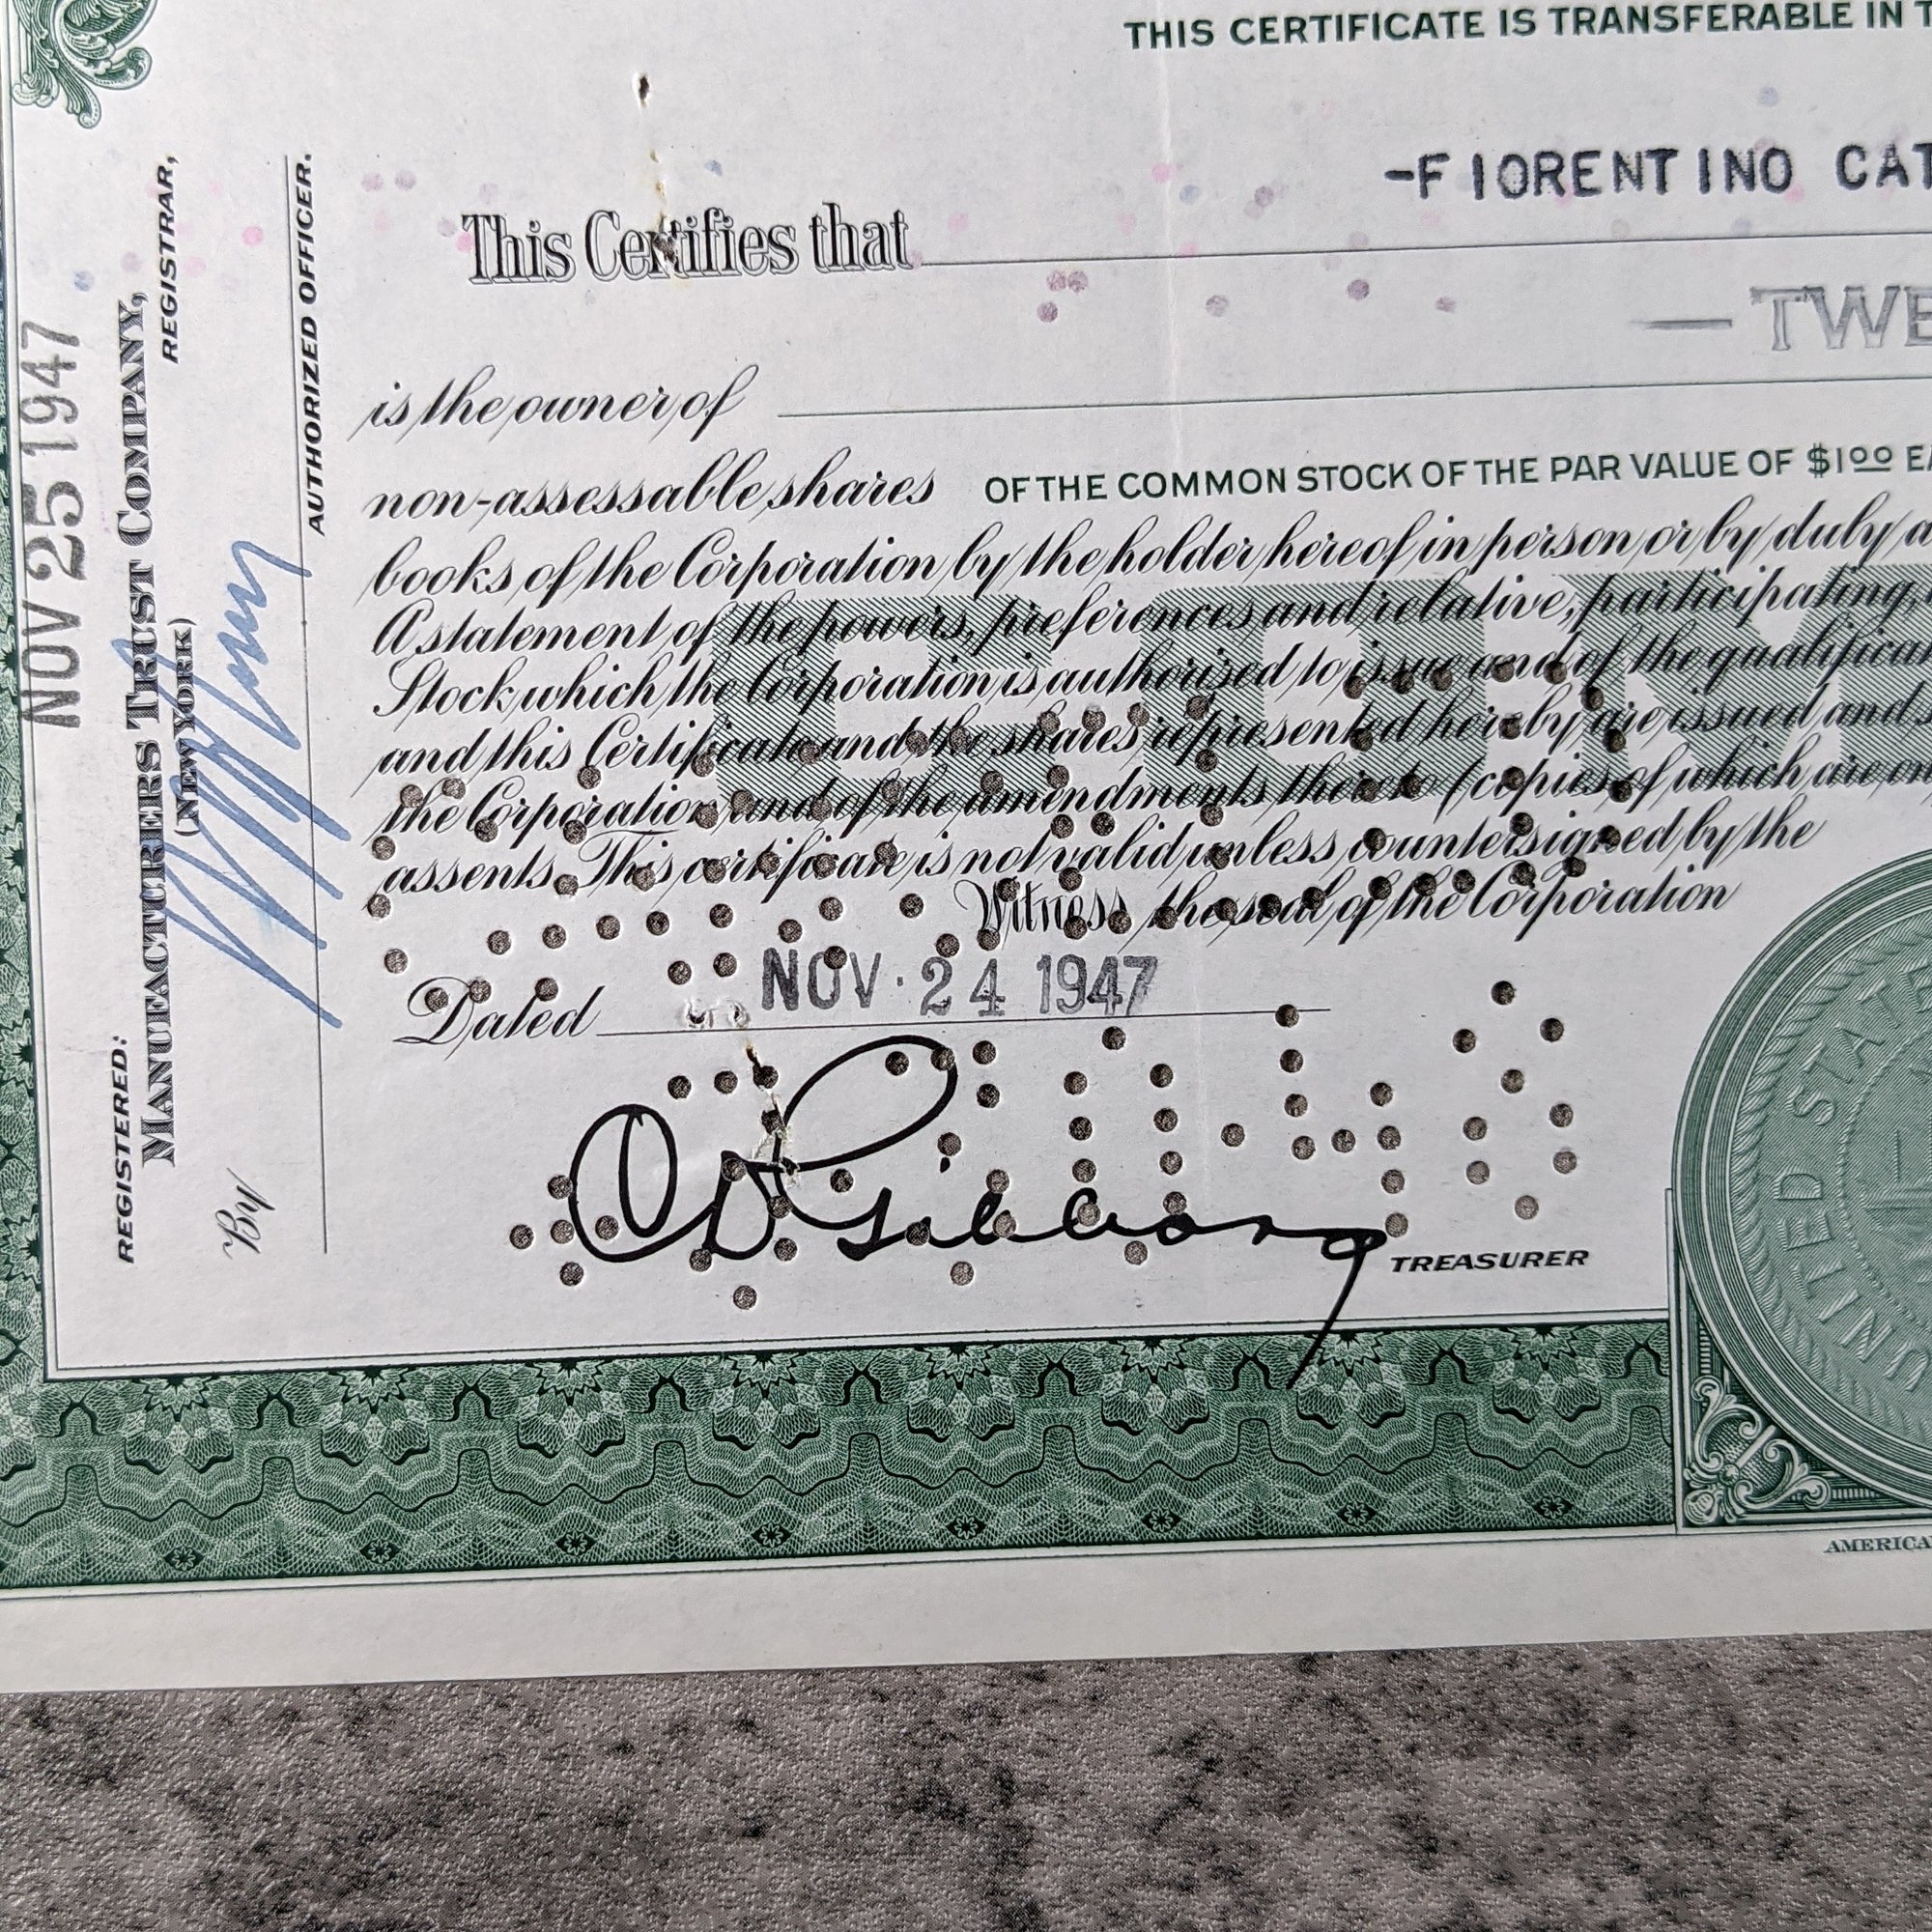 THIS CERTIFICATE IS TRANSFERABLE IN T
-FIORENTINO CAT
This Certifies that
— TWE
is the owner of
non-assessable shares OF THE COMMON STOCK OF THE PAR VALUE OF $1.00 EA
books of the Corporation by the holder hereof in person or by duly a
A statement of the powers, preferences and relative, participating,
Stock which the Corporation is authorized to issue and of the qualificat
and this Certificate and the shares represented hereby are issued and s
the Corporation and of the amendments thereto (copies of which are on
assents. This certificate is not valid unless countersigned by the
Witness, the seal of the Corporation
Dated NOV · 24 1947
TREASURER
NOV 25 1947
REGISTERED:
MANUFACTURERS TRUST COMPANY,
(NEW YORK)
REGISTRAR,
By
AUTHORIZED OFFICER.
UNITED STATE
AMERICA